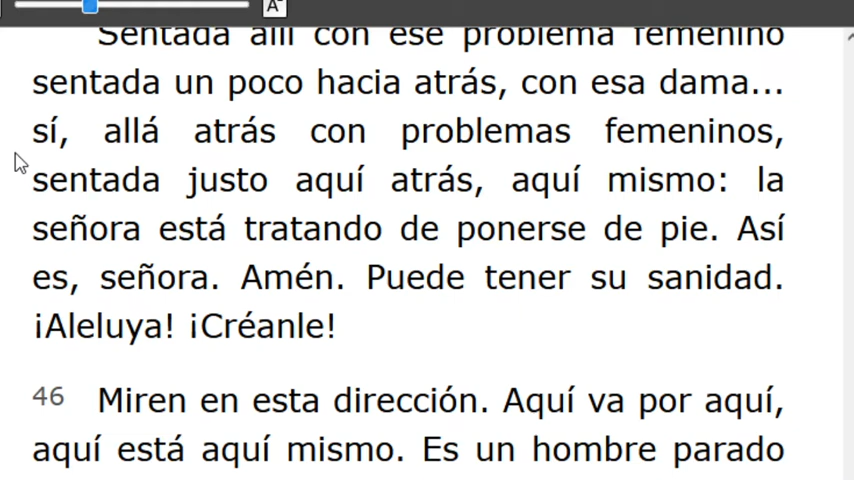 A
Sentada allí con ese problema femenino
sentada un poco hacia atrás, con esa dama...
sí, allá atrás con problemas femeninos,
sentada justo aquí atrás, aquí mismo: la
señora está tratando de ponerse de pie. Así
es, señora. Amén. Puede tener su sanidad.
¡Aleluya! ¡Créanle!
46 Miren en esta dirección. Aquí va por aquí,
aquí está aquí mismo. Es un hombre parado